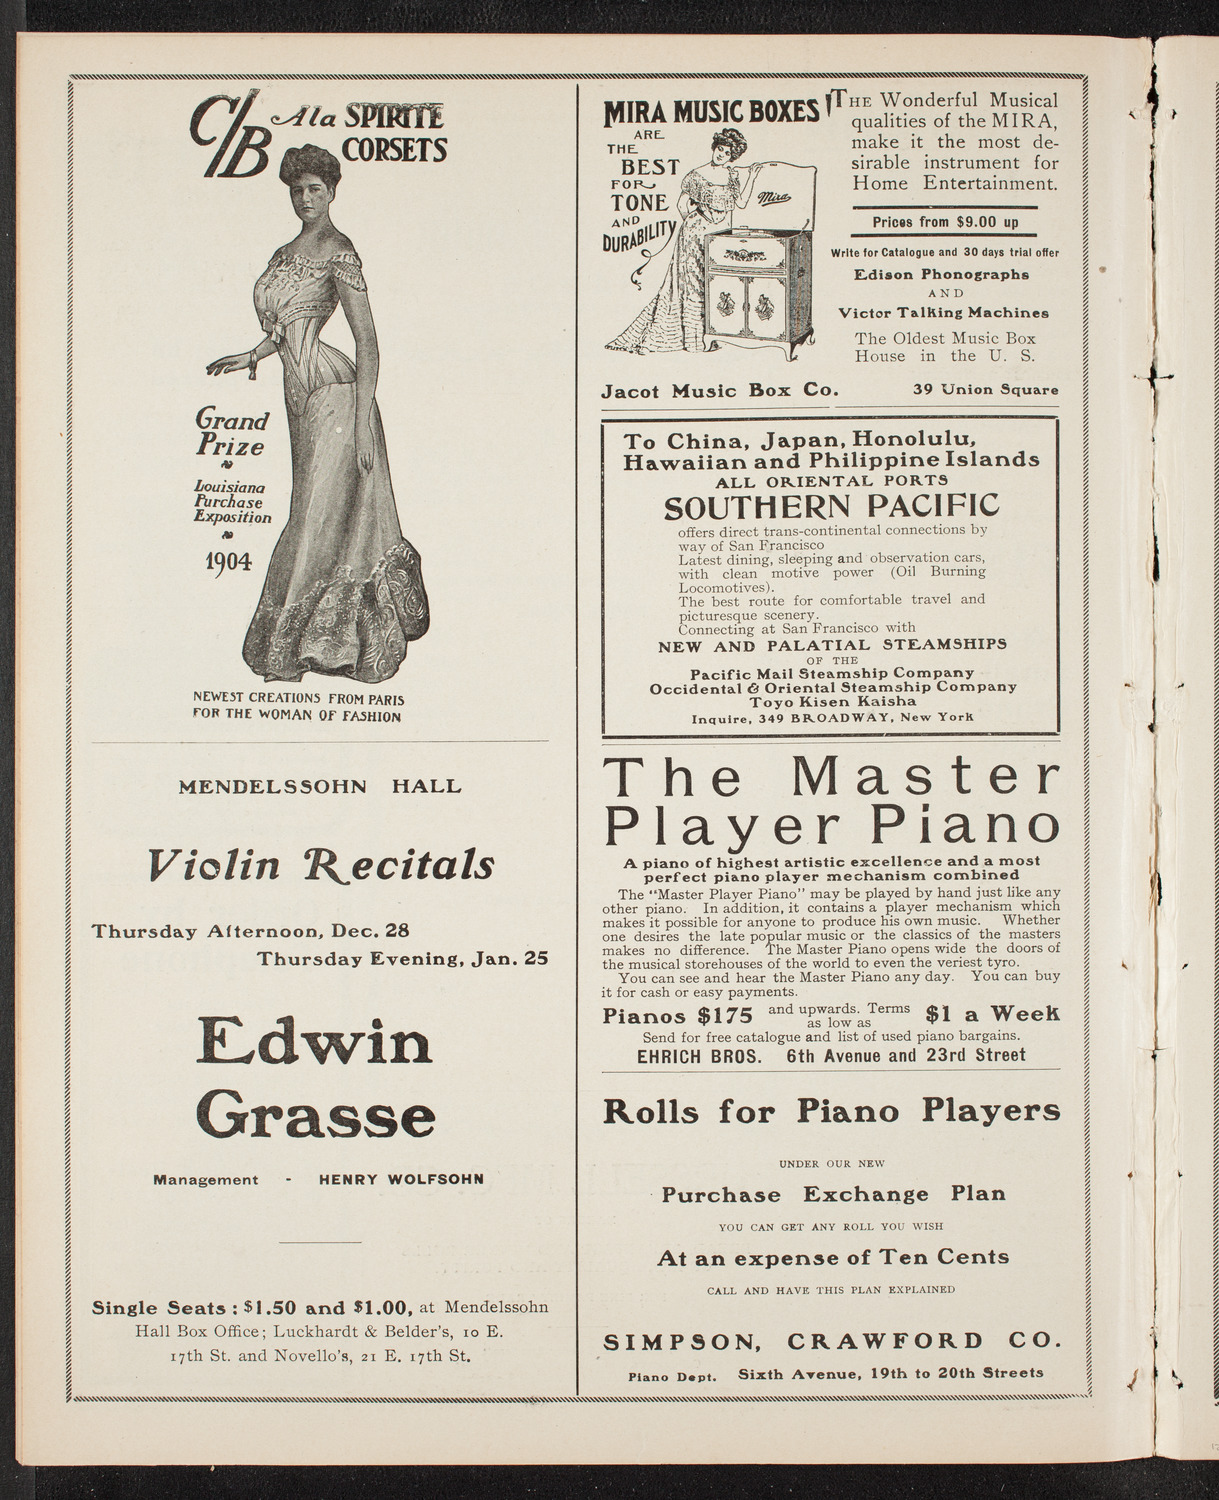 C/B Ala SPIRITE
CORSETS
Grand
Prize
Louisiana
Purchase
Exposition
1904
NEWEST CREATIONS FROM PARIS
FOR THE WOMAN OF FASHION
MENDELSSOHN HALL
Violin Recitals
Thursday Afternoon, Dec. 28
Thursday Evening, Jan. 25
Edwin
Grasse
Management - HENRY WOLFSOHN
Single Seats: $1.50 and $1.00, at Mendelssohn
Hall Box Office; Luckhardt & Belder's, 10 E.
17th St. and Novello's, 21 E. 17th St.
MIRA MUSIC BOXES
ARE
THE
BEST
FOR
TONE
AND
DURABILITY
Mira
THE Wonderful Musical
qualities of the MIRA,
make it the most de-
sirable instrument for
Home Entertainment.
Prices from $9.00 up
Write for Catalogue and 30 days trial offer
Edison Phonographs
AND
Victor Talking Machines
The Oldest Music Box
House in the U. S.
Jacot Music Box Co. 39 Union Square
To China, Japan, Honolulu,
Hawaiian and Philippine Islands
ALL ORIENTAL PORTS
SOUTHERN PACIFIC
offers direct trans-continental connections by
way of San Francisco
Latest dining, sleeping and observation cars,
with clean motive power (Oil Burning
Locomotives).
The best route for comfortable travel and
picturesque scenery.
Connecting at San Francisco with
NEW AND PALATIAL STEAMSHIPS
OF THE
Pacific Mail Steamship Company
Occidental & Oriental Steamship Company
Toyo Kisen Kaisha
Inquire, 349 BROADWAY, New York
The Master
Player Piano
A piano of highest artistic excellence and a most
perfect piano player mechanism combined
The "Master Player Piano" may be played by hand just like any
other piano. In addition, it contains a player mechanism which
makes it possible for anyone to produce his own music. Whether
one desires the late popular music or the classics of the masters
makes no difference. The Master Piano opens wide the doors of
the musical storehouses of the world to even the veriest tyro.
You can see and hear the Master Piano any day. You can buy
it for cash or easy payments.
Pianos $175 and upwards. Terms as low as $1 a Week
Send for free catalogue and list of used piano bargains.
EHRICH BROS. 6th Avenue and 23rd Street
Rolls for Piano Players
UNDER OUR NEW
Purchase Exchange Plan
YOU CAN GET ANY ROLL YOU WISH
At an expense of Ten Cents
CALL AND HAVE THIS PLAN EXPLAINED
SIMPSON, CRAWFORD CO.
Piano Dept. Sixth Avenue, 19th to 20th Streets